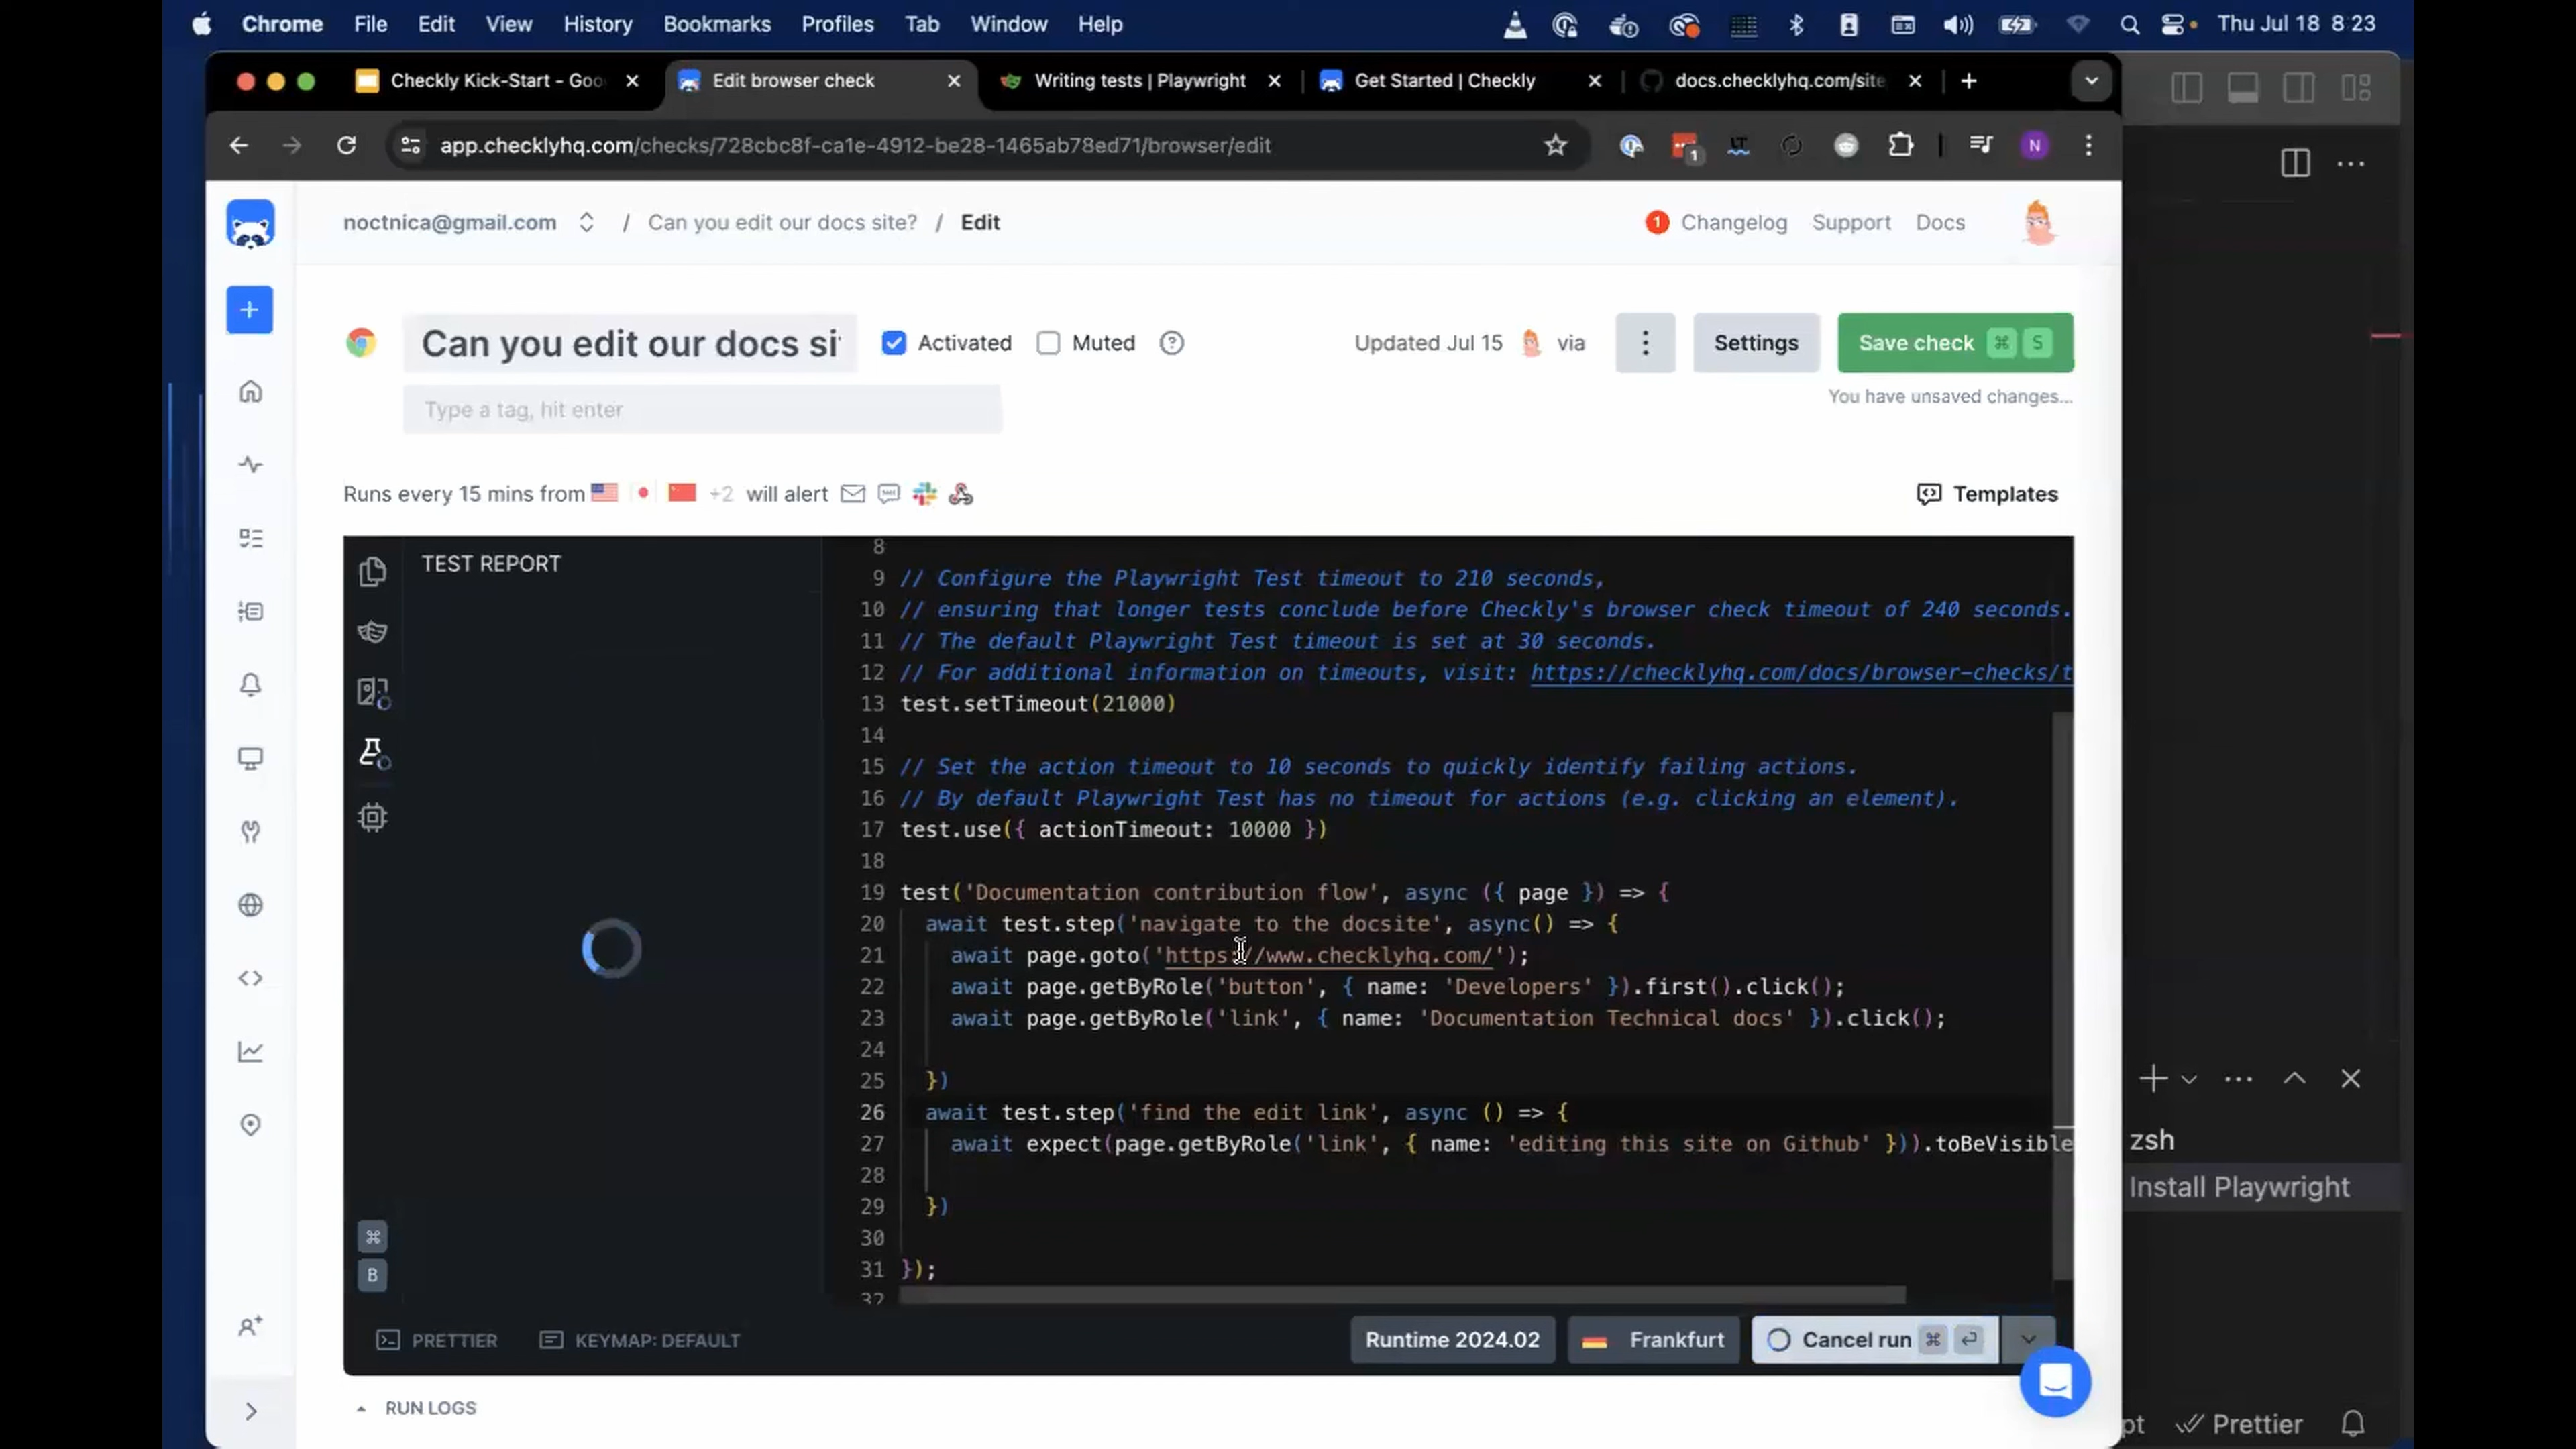 Chrome File Edit View History Bookmarks Profiles Tab Window Help Thu Jul 18 8:23
Checkly Kick-Start - Goo Edit browser check Writing tests | Playwright Get Started | Checkly docs.checklyhq.com/site
app.checklyhq.com/checks/728cbc8f-ca1e-4912-be28-1465ab78ed71/browser/edit 1 N
noctnica@gmail.com / Can you edit our docs site? / Edit 1 Changelog Support Docs
Can you edit our docs si Activated Muted Updated Jul 15 via Settings Save check ⌘ S
Type a tag, hit enter You have unsaved changes...
Runs every 15 mins from +2 will alert Templates
TEST REPORT
8
9 // Configure the Playwright Test timeout to 210 seconds,
10 // ensuring that longer tests conclude before Checkly's browser check timeout of 240 seconds.
11 // The default Playwright Test timeout is set at 30 seconds.
12 // For additional information on timeouts, visit: https://checklyhq.com/docs/browser-checks/t
13 test.setTimeout(21000)
14
15 // Set the action timeout to 10 seconds to quickly identify failing actions.
16 // By default Playwright Test has no timeout for actions (e.g. clicking an element).
17 test.use({ actionTimeout: 10000 })
18
19 test('Documentation contribution flow', async ({ page }) => {
20 await test.step('navigate to the docsite', async() => {
21 await page.goto('https://www.checklyhq.com/');
22 await page.getByRole('button', { name: 'Developers' }).first().click();
23 await page.getByRole('link', { name: 'Documentation Technical docs' }).click();
24
25 })
26 await test.step('find the edit link', async () => {
27 await expect(page.getByRole('link', { name: 'editing this site on Github' })).toBeVisible
28
29 })
30
31 });
32
⌘
B
PRETTIER KEYMAP: DEFAULT Runtime 2024.02 Frankfurt Cancel run ⌘ ↵
RUN LOGS
zsh
Install Playwright
pt Prettier